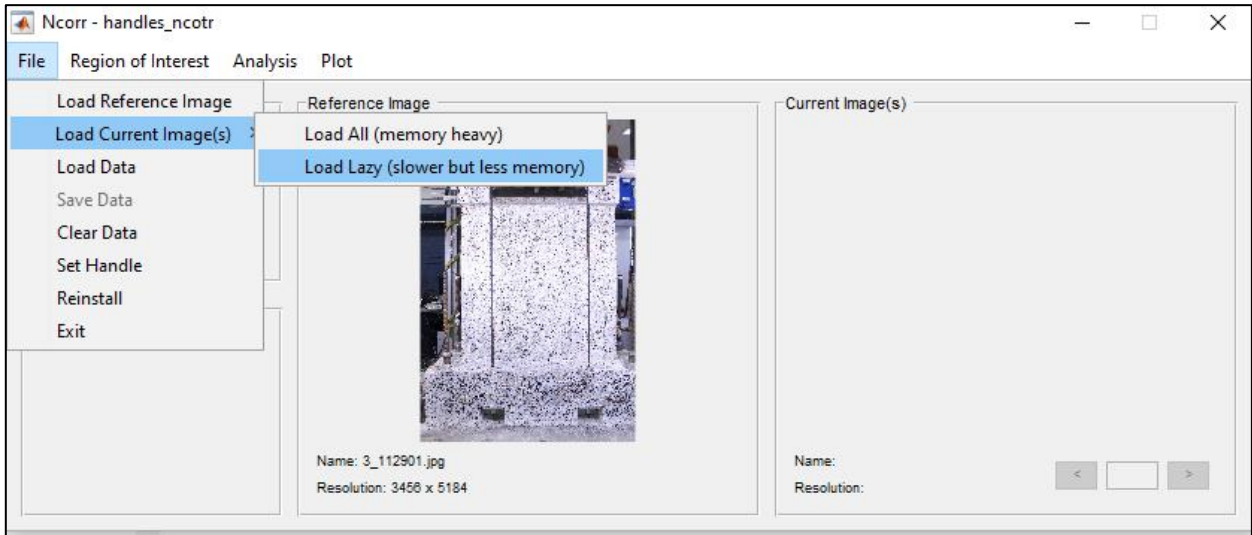 Ncorr - handles_ncotr
File Region of Interest Analysis Plot
Load Reference Image
Load Current Image(s) >
Load Data
Save Data
Clear Data
Set Handle
Reinstall
Exit
Load All (memory heavy)
Load Lazy (slower but less memory)
Reference Image
Name: 3_112901.jpg
Resolution: 3456 x 5184
Current Image(s)
Name:
Resolution:
< >